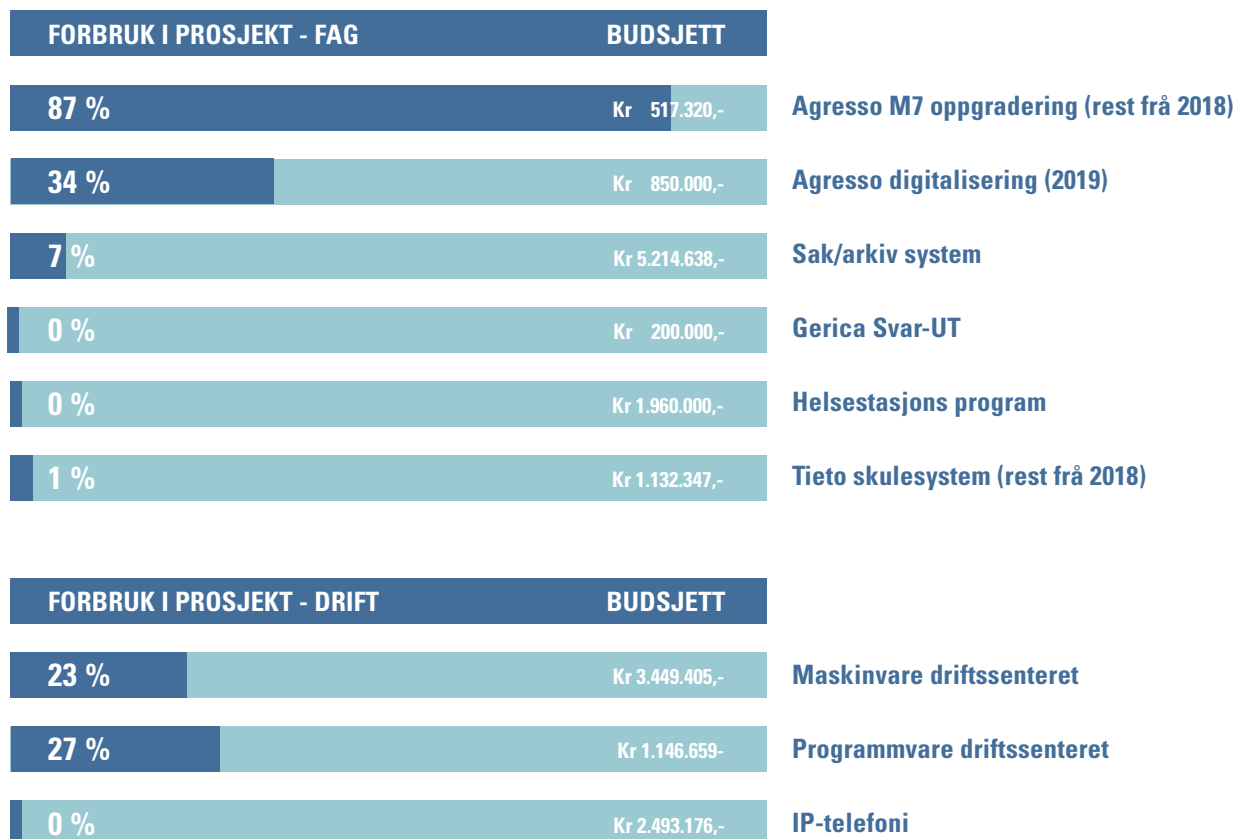 FORBRUK I PROSJEKT - FAG BUDSJETT
87 % Kr 517.320,- Agresso M7 oppgradering (rest frå 2018)
34 % Kr 850.000,- Agresso digitalisering (2019)
7 % Kr 5.214.638,- Sak/arkiv system
0 % Kr 200.000,- Gerica Svar-UT
0 % Kr 1.960.000,- Helsestasjons program
1 % Kr 1.132.347,- Tieto skulesystem (rest frå 2018)
FORBRUK I PROSJEKT - DRIFT BUDSJETT
23 % Kr 3.449.405,- Maskinvare driftssenteret
27 % Kr 1.146.659- Programmvare driftssenteret
0 % Kr 2.493.176,- IP-telefoni